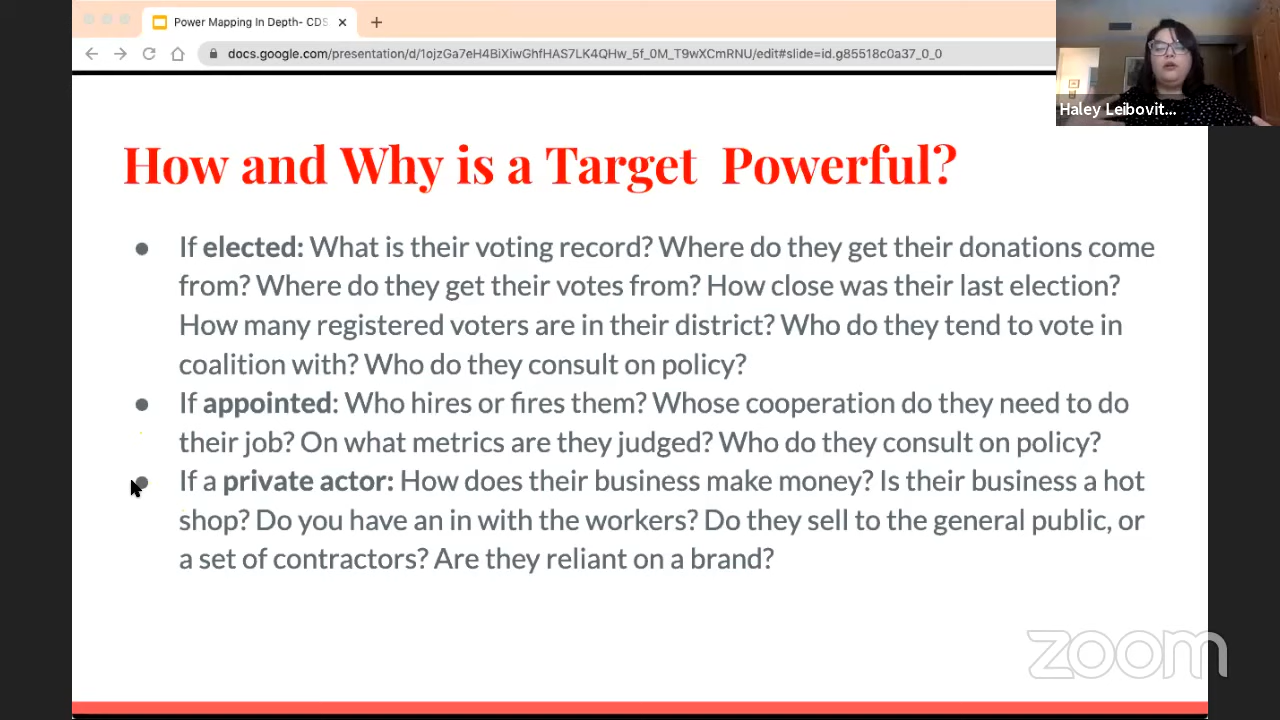 Power Mapping In Depth- CDS
docs.google.com/presentation/d/1ojzGa7eH4BiXiwGhfHAS7LK4QHw_5f_0M_T9wXCmRNU/edit#slide=id.g85518c0a37_0_0
Haley Leibovit...
How and Why is a Target Powerful?
● If elected: What is their voting record? Where do they get their donations come
from? Where do they get their votes from? How close was their last election?
How many registered voters are in their district? Who do they tend to vote in
coalition with? Who do they consult on policy?
● If appointed: Who hires or fires them? Whose cooperation do they need to do
their job? On what metrics are they judged? Who do they consult on policy?
● If a private actor: How does their business make money? Is their business a hot
shop? Do you have an in with the workers? Do they sell to the general public, or
a set of contractors? Are they reliant on a brand?
zoom